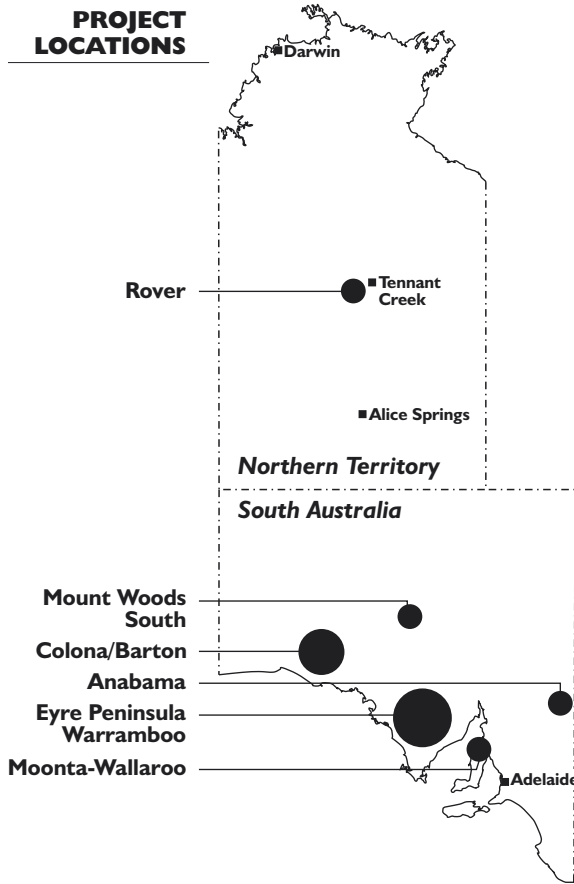 PROJECT
LOCATIONS
Darwin
Rover
Tennant
Creek
Alice Springs
Northern Territory
South Australia
Mount Woods
South
Colona/Barton
Anabama
Eyre Peninsula
Warramboo
Moonta-Wallaroo
Adelaide